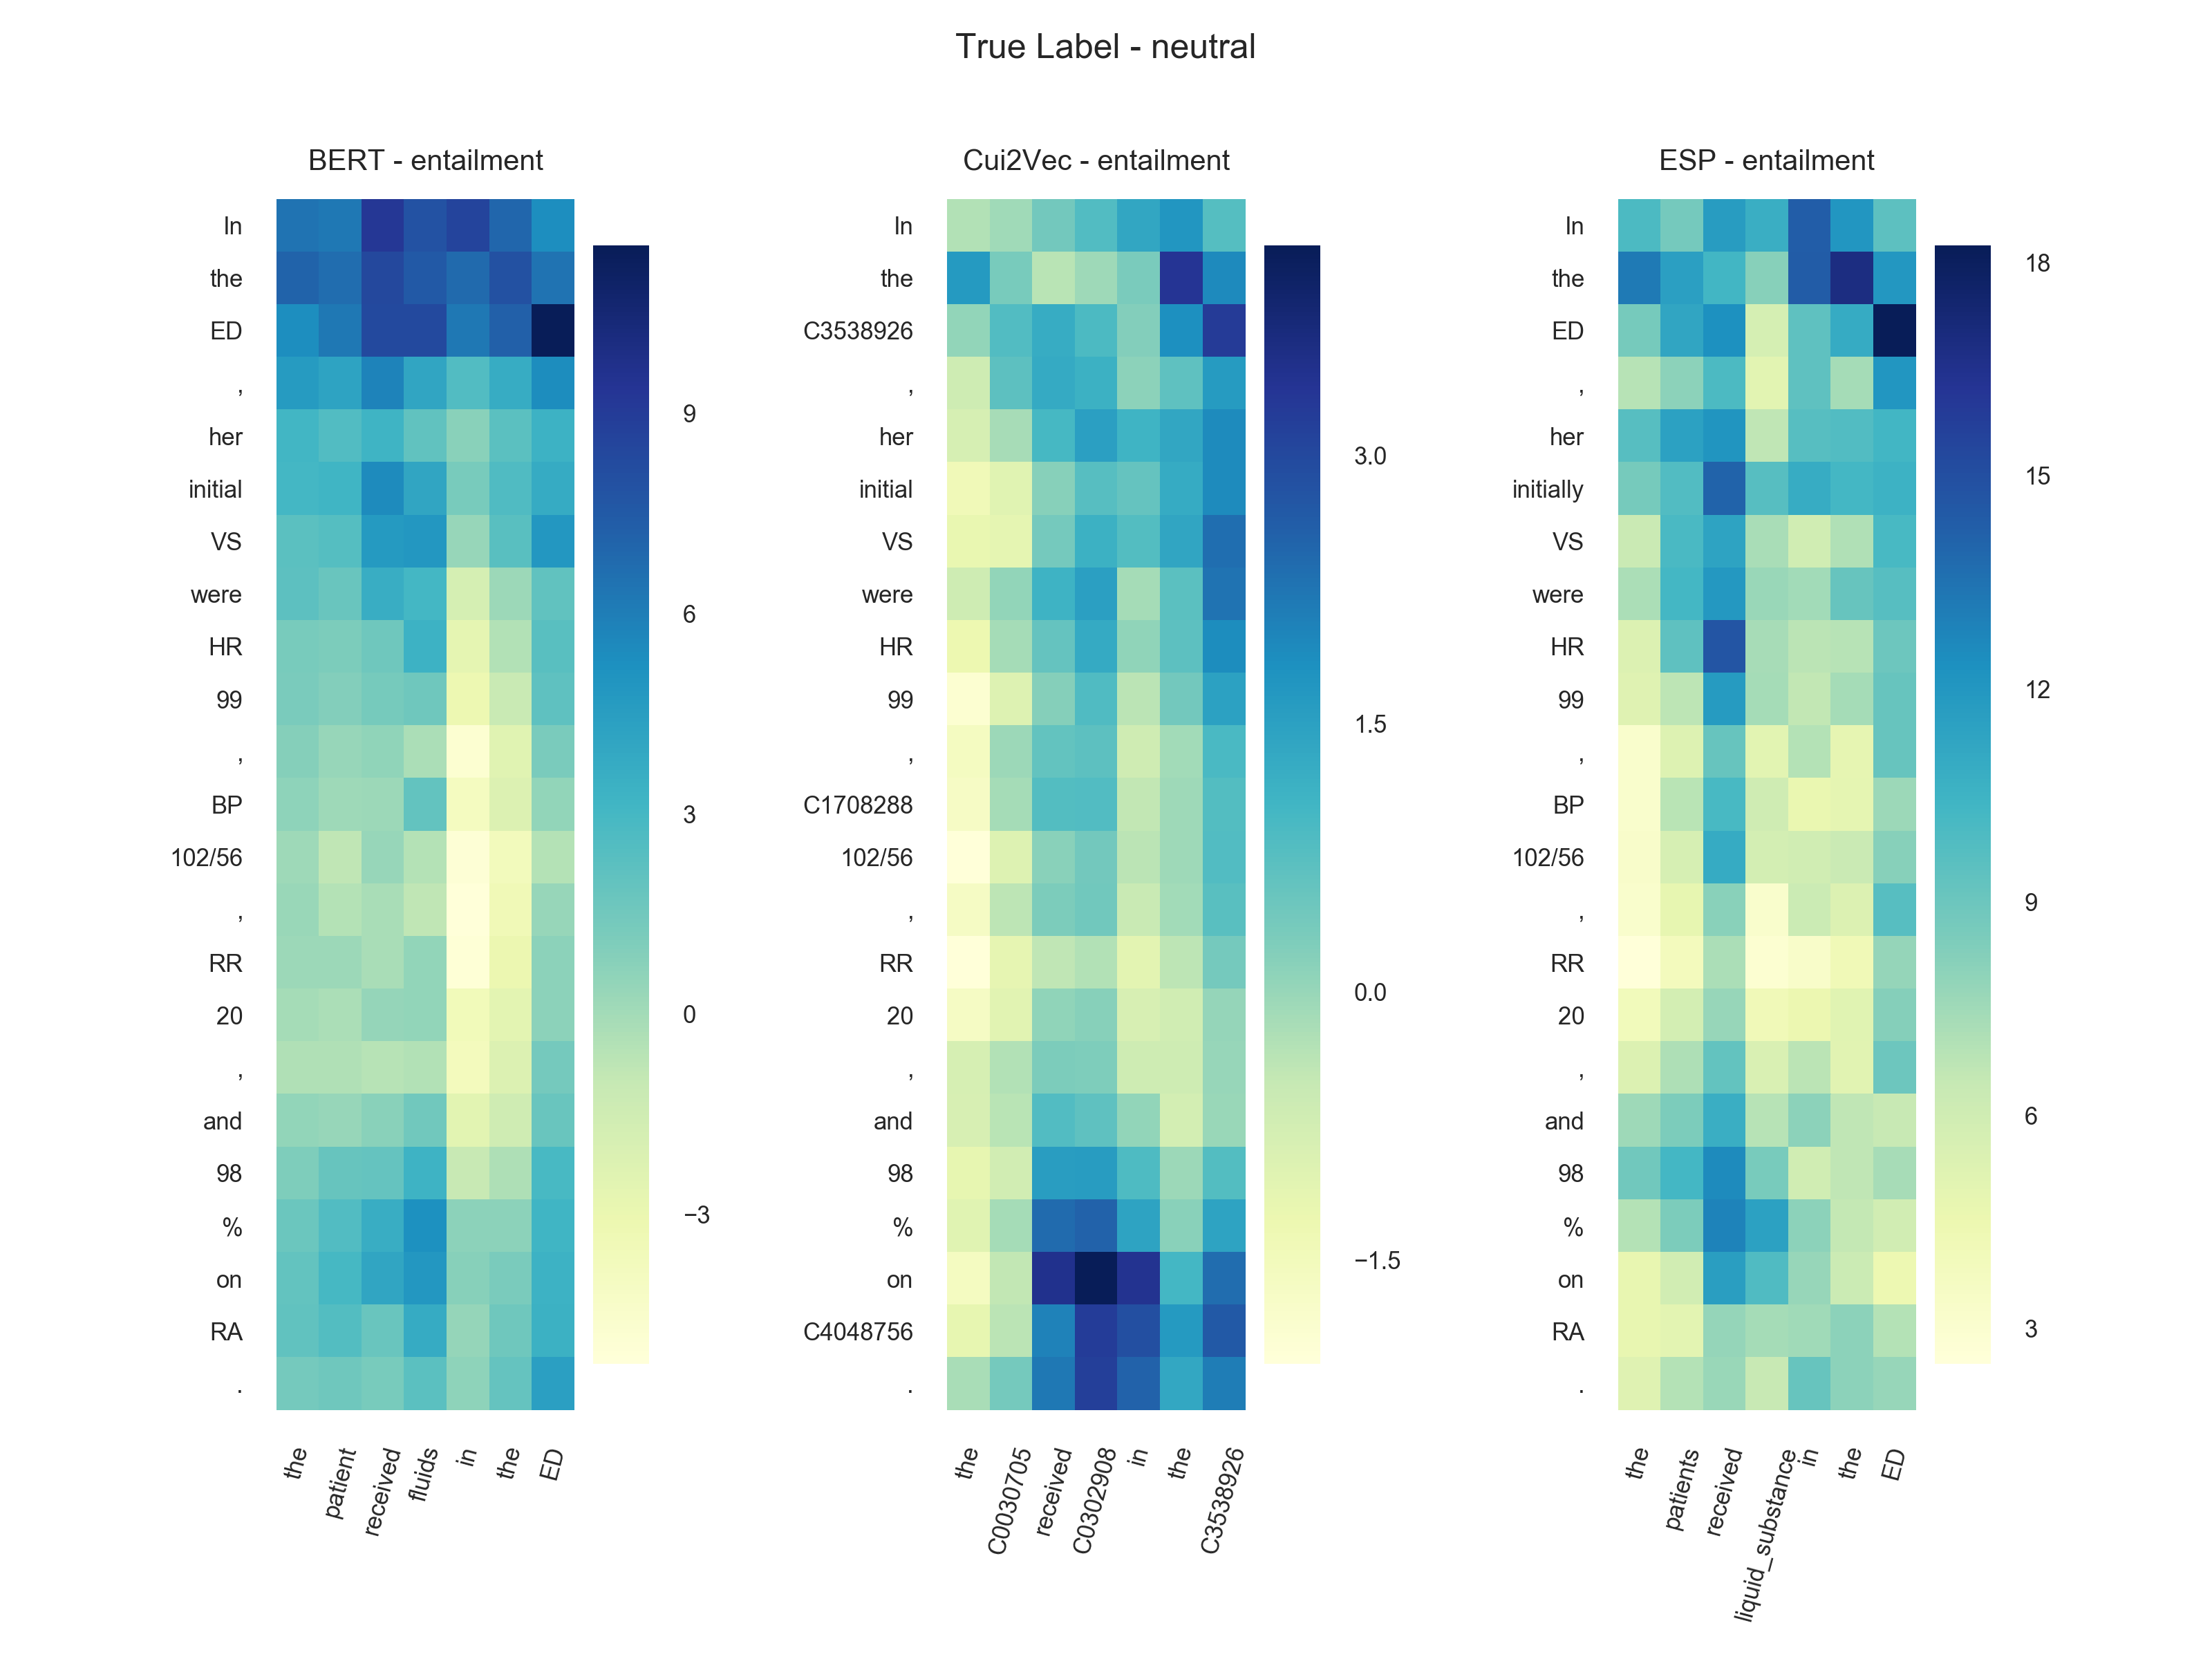 True Label - neutral
BERT - entailment
In
the
ED
,
her
initial
VS
were
HR
99
,
BP
102/56
,
RR
20
,
and
98
%
on
RA
.
the
patient
received
fluids
in
the
ED
9
6
3
0
−3
Cui2Vec - entailment
In
the
C3538926
,
her
initial
VS
were
HR
99
,
C1708288
102/56
,
RR
20
,
and
98
%
on
C4048756
.
the
C0030705
received
C0302908
in
the
C3538926
3.0
1.5
0.0
−1.5
ESP - entailment
In
the
ED
,
her
initially
VS
were
HR
99
,
BP
102/56
,
RR
20
,
and
98
%
on
RA
.
the
patients
received
liquid_substance
in
the
ED
18
15
12
9
6
3